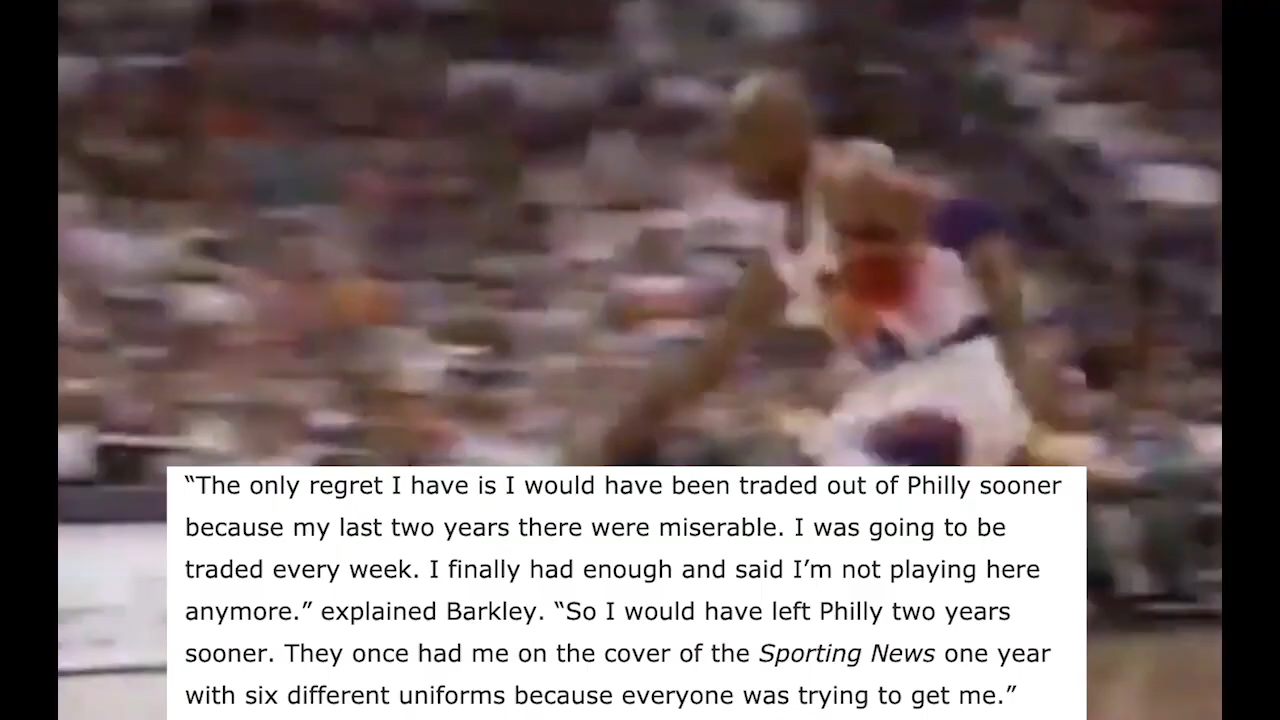 “The only regret I have is I would have been traded out of Philly sooner
because my last two years there were miserable. I was going to be
traded every week. I finally had enough and said I’m not playing here
anymore.” explained Barkley. “So I would have left Philly two years
sooner. They once had me on the cover of the Sporting News one year
with six different uniforms because everyone was trying to get me.”